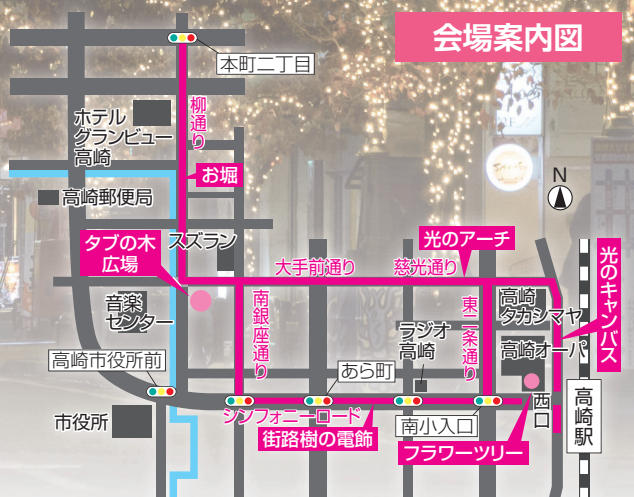 会場案内図
本町二丁目
柳通り
ホテル
グランビュー
高崎
お堀
高崎郵便局
N
スズラン
タブの木
広場
光のアーチ
大手前通り
慈光通り
光のキャンバス
音楽
センター
南銀座通り
東二条通り
高崎
タカシマヤ
ラジオ
高崎
高崎オーパ
高崎市役所前
あら町
シンフォニーロード
市役所
街路樹の電飾
南小入口
フラワーツリー
西口
高崎駅